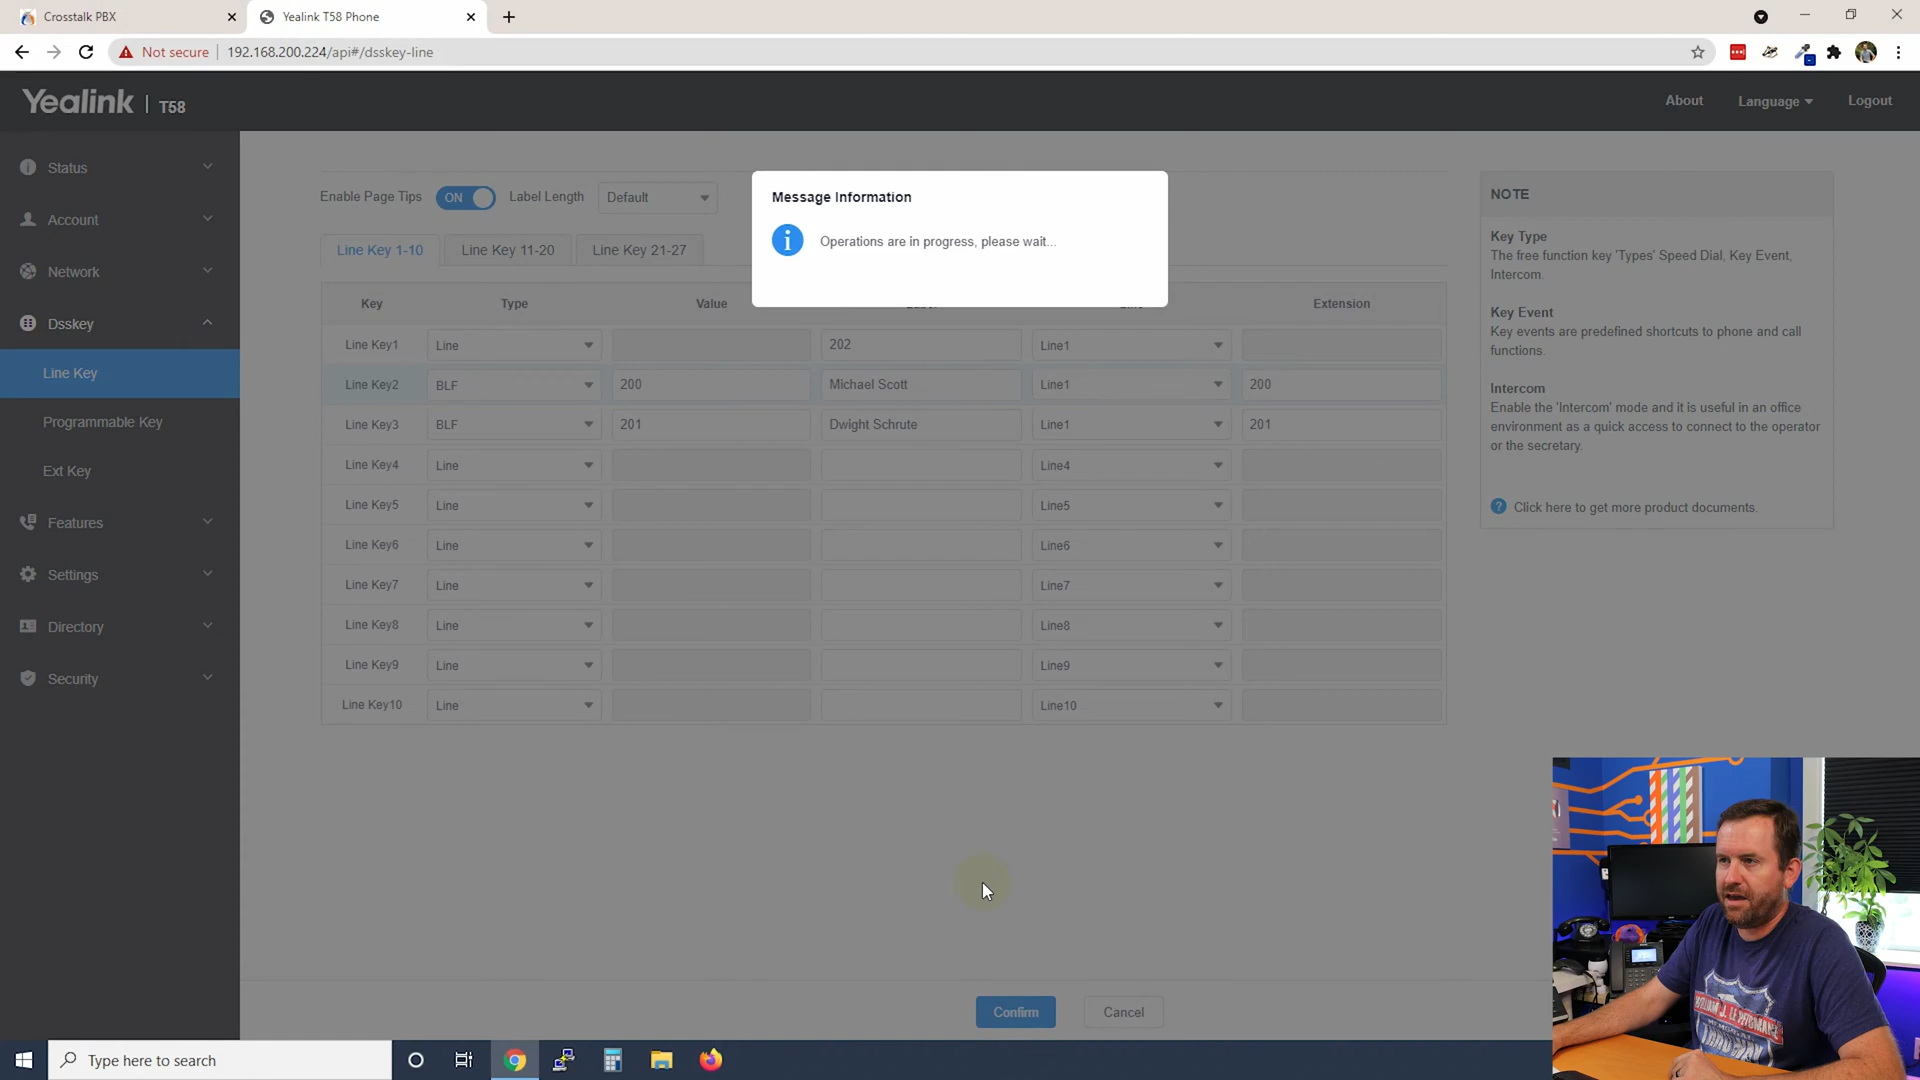 Crosstalk PBX
Yealink T58 Phone
Not secure
192.168.200.224/api#/dsskey-line
Yealink | T58
About
Language
Logout
Status
Account
Network
Dsskey
Line Key
Programmable Key
Ext Key
Features
Settings
Directory
Security
Enable Page Tips ON Label Length Default
Message Information
Operations are in progress, please wait...
Line Key 1-10 Line Key 11-20 Line Key 21-27
Key Type Value Extension
Line Key1 Line 202 Line1
Line Key2 BLF 200 Michael Scott Line1 200
Line Key3 BLF 201 Dwight Schrute Line1 201
Line Key4 Line Line4
Line Key5 Line Line5
Line Key6 Line Line6
Line Key7 Line Line7
Line Key8 Line Line8
Line Key9 Line Line9
Line Key10 Line Line10
NOTE
Key Type
The free function key 'Types' Speed Dial, Key Event,
Intercom.
Key Event
Key events are predefined shortcuts to phone and call
functions.
Intercom
Enable the 'Intercom' mode and it is useful in an office
environment as a quick access to connect to the operator
or the secretary.
Click here to get more product documents.
Confirm Cancel
Type here to search